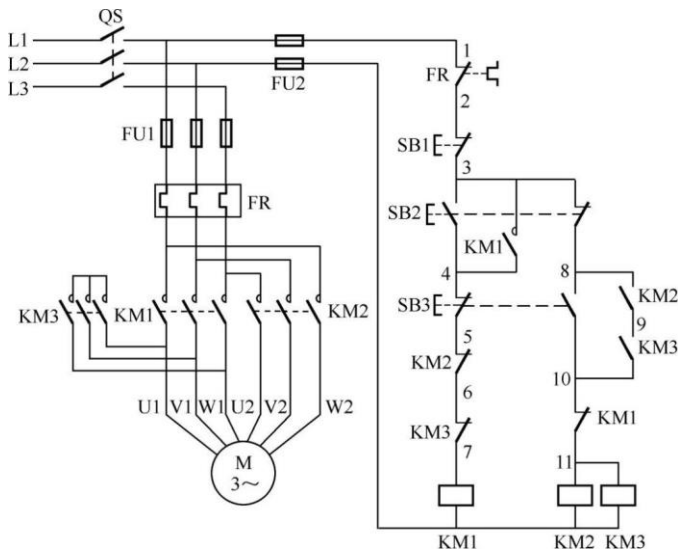 QS
L1
L2
L3
FU2
FU1
FR
KM3
KM1
KM2
U1 V1 W1 U2 V2 W2
M
3～
1
FR
2
SB1
3
SB2
KM1
4
8
SB3
KM2
9
5
KM2
KM3
6
10
KM3
KM1
7
11
KM1
KM2 KM3